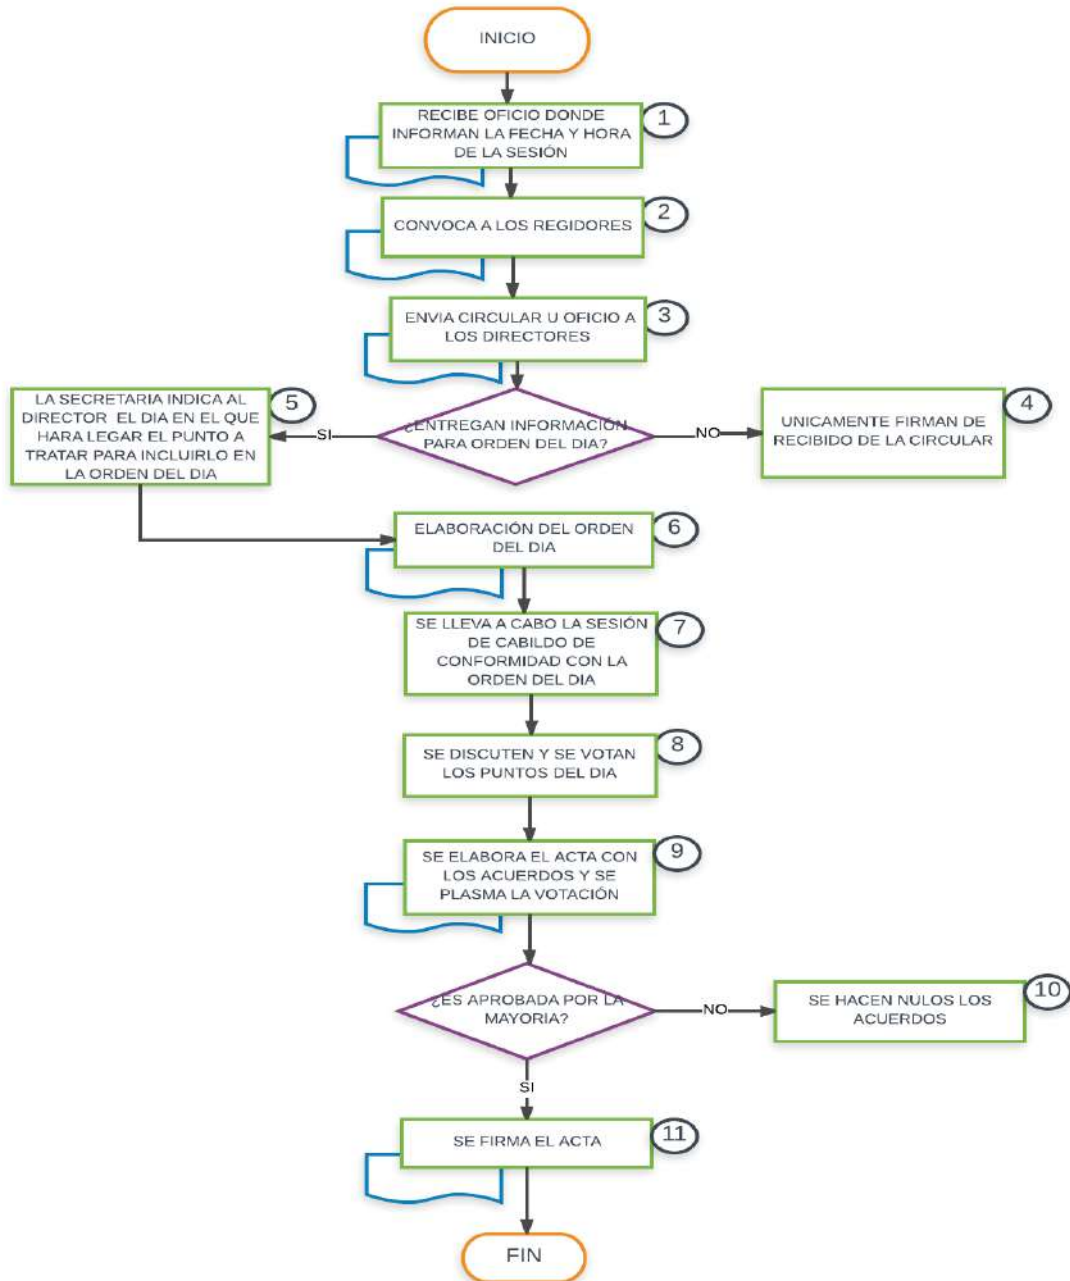 INICIO
RECIBE OFICIO DONDE
INFORMAN LA FECHA Y HORA
DE LA SESIÓN
1
CONVOCA A LOS REGIDORES
2
ENVIA CIRCULAR U OFICIO A
LOS DIRECTORES
3
¿ENTREGAN INFORMACIÓN
PARA ORDEN DEL DIA?
NO
UNICAMENTE FIRMAN DE
RECIBIDO DE LA CIRCULAR
4
SI
LA SECRETARIA INDICA AL
DIRECTOR EL DIA EN EL QUE
HARA LEGAR EL PUNTO A
TRATAR PARA INCLUIRLO EN
LA ORDEN DEL DIA
5
ELABORACIÓN DEL ORDEN
DEL DIA
6
SE LLEVA A CABO LA SESIÓN
DE CABILDO DE
CONFORMIDAD CON LA
ORDEN DEL DIA
7
SE DISCUTEN Y SE VOTAN
LOS PUNTOS DEL DIA
8
SE ELABORA EL ACTA CON
LOS ACUERDOS Y SE
PLASMA LA VOTACIÓN
9
¿ES APROBADA POR LA
MAYORIA?
NO
SE HACEN NULOS LOS
ACUERDOS
10
SI
SE FIRMA EL ACTA
11
FIN